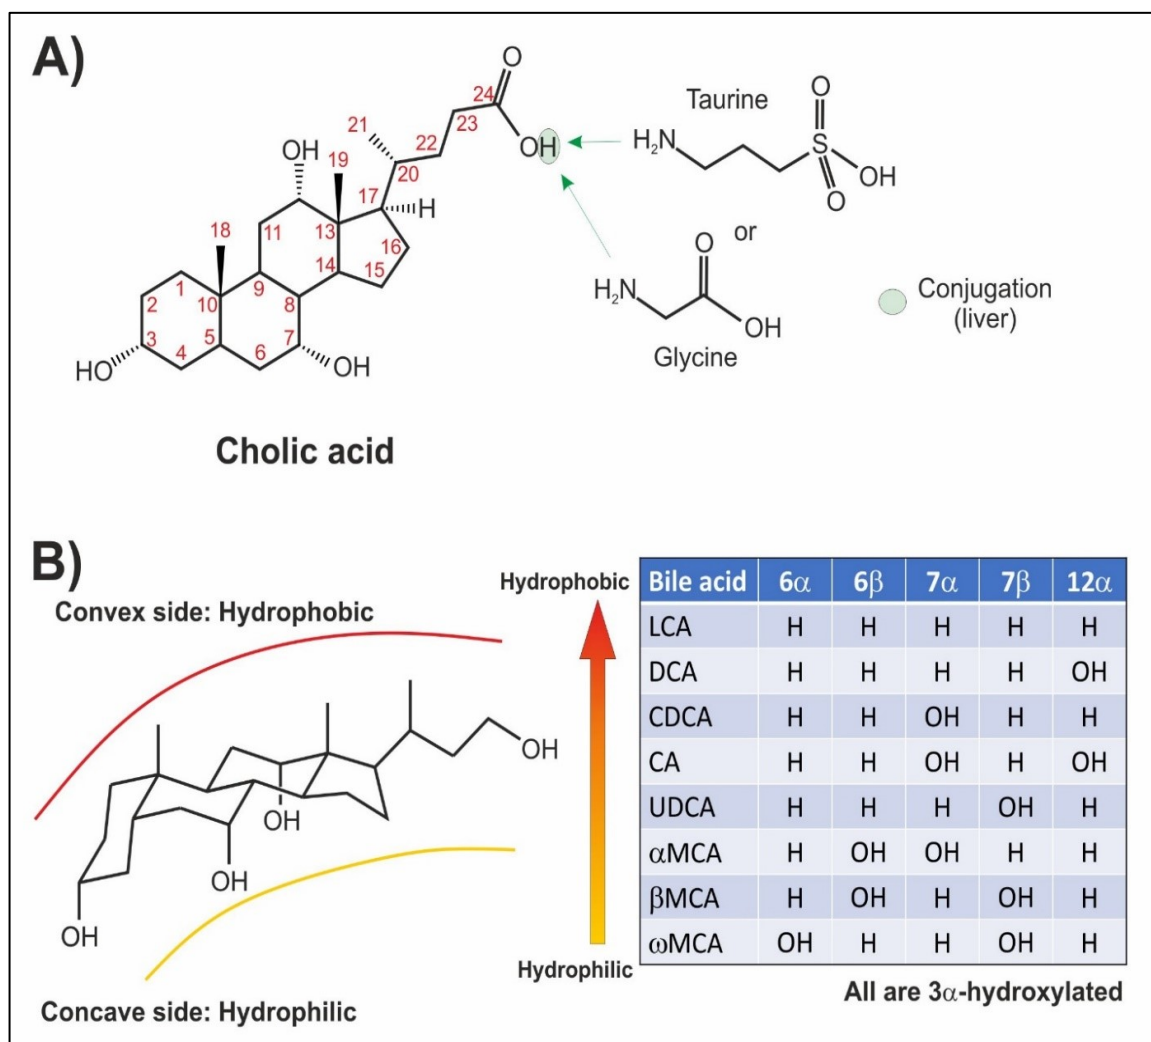 A)
24
O
23
22
21
20
OH
OH
19
18
17
H
11
13
16
14
15
1
2
10
9
8
3
4
5
6
7
HO
OH
Taurine
H2N
O
S
O
OH
or
O
H2N
OH
Glycine
Conjugation
(liver)
Cholic acid
B)
Convex side: Hydrophobic
OH
OH
OH
OH
Concave side: Hydrophilic
Hydrophobic
Hydrophilic
Bile acid 6α 6β 7α 7β 12α
LCA H H H H H
DCA H H H H OH
CDCA H H OH H H
CA H H OH H OH
UDCA H H H OH H
αMCA H OH OH H H
βMCA H OH H OH H
ωMCA OH H H OH H
All are 3α-hydroxylated